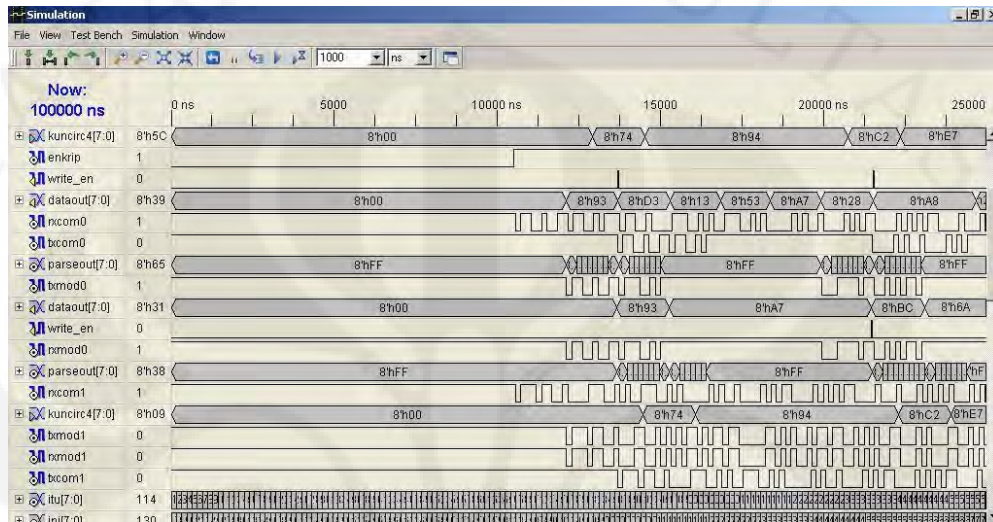 Simulation
File View Test Bench Simulation Window
1000 ns
Now:
100000 ns
0 ns 5000 10000 ns 15000 20000 ns 25000
kuncirc4[7:0] 8'h5C 8'h00 8'h74 8'h94 8'hC2 8'hE7
enkrip 1
write_en 0
dataout[7:0] 8'h39 8'h00 8'h93 8'hD3 8'h13 8'h53 8'hA7 8'h28 8'hA8
rxcom0 1
txcom0 0
parseout[7:0] 8'h65 8'hFF 8'hFF 8'hFF
txmod0 1
dataout[7:0] 8'h31 8'h00 8'h93 8'hA7 8'hBC 8'h6A
write_en 0
rxmod0 1
parseout[7:0] 8'h38 8'hFF 8'hFF
rxcom1 1
kuncirc4[7:0] 8'h09 8'h00 8'h74 8'h94 8'hC2 8'hE7
txmod1 0
rxmod1 0
txcom1 0
itu[7:0] 114
ini[7:0] 130